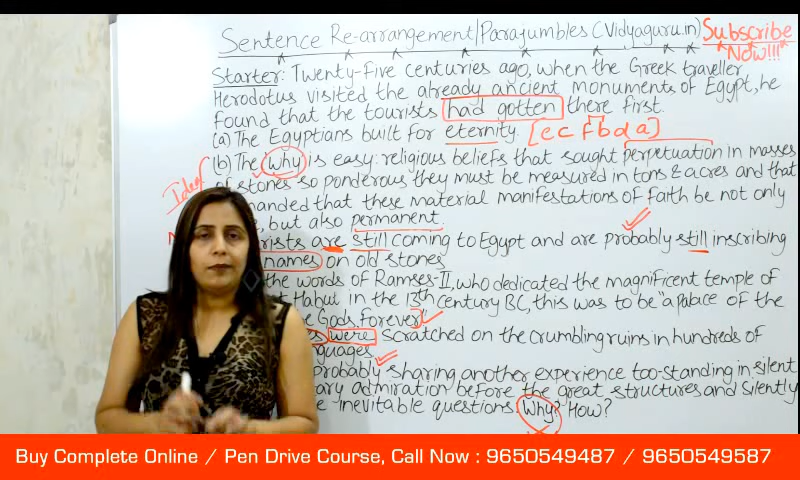 Sentence Re-arrangement/Parajumbles (Vidyaguru.in) Subscribe
Now!!!
Starter: Twenty-Five centuries ago, when the Greek traveller
Herodotus visited the already ancient monuments of Egypt, he
found that the tourists had gotten there first.
(a) The Egyptians built for eternity. [e c f b d a]
(b) The Why is easy: religious beliefs that sought perpetuation in masses
of stones so ponderous they must be measured in tons & acres and that
manded that these material manifestations of faith be not only
, but also permanent.
rists are still coming to Egypt and are probably still inscribing
names on old stones
the words of Ramses-II, who dedicated the magnificent temple of
Habut in the 13th century BC, this was to be "a palace of the
Gods Forever"
were scratched on the crumbling ruins in hundreds of
guages
probably sharing another experience too-standing in silent
ary admiration before the great structures and silently
inevitable questions Why? How?
Buy Complete Online / Pen Drive Course, Call Now : 9650549487 / 9650549587